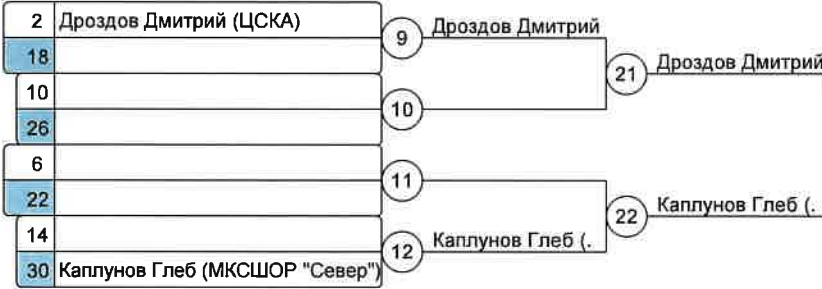 2 Дроздов Дмитрий (ЦСКА)
9 Дроздов Дмитрий
18
21 Дроздов Дмитрий
10
10
26
6
11
22
22 Каплунов Глеб (.
14
12 Каплунов Глеб (.
30 Каплунов Глеб (МКСШОР "Север")